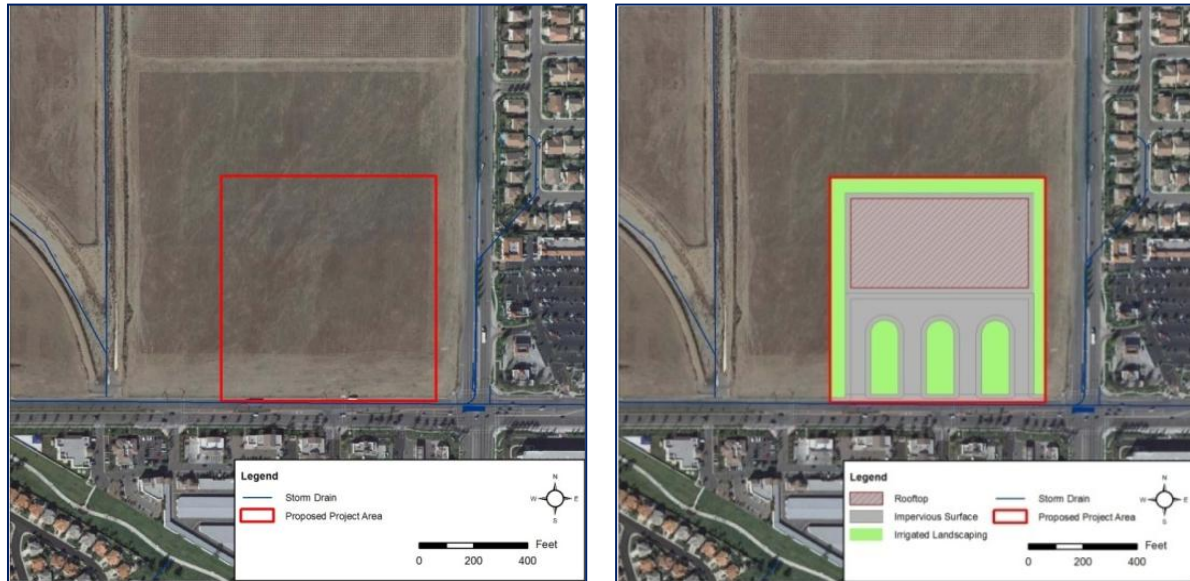 Legend
Storm Drain
Proposed Project Area
N
W E
S
Feet
0 200 400
Legend
Rooftop
Impervious Surface
Irrigated Landscaping
Storm Drain
Proposed Project Area
N
W E
S
Feet
0 200 400